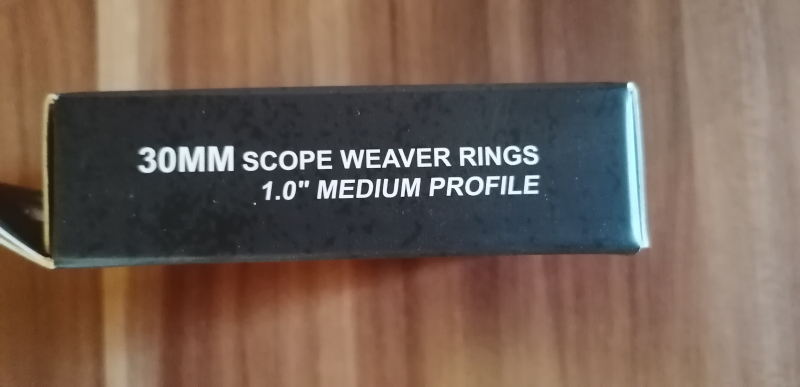 30MM SCOPE WEAVER RINGS
1.0" MEDIUM PROFILE